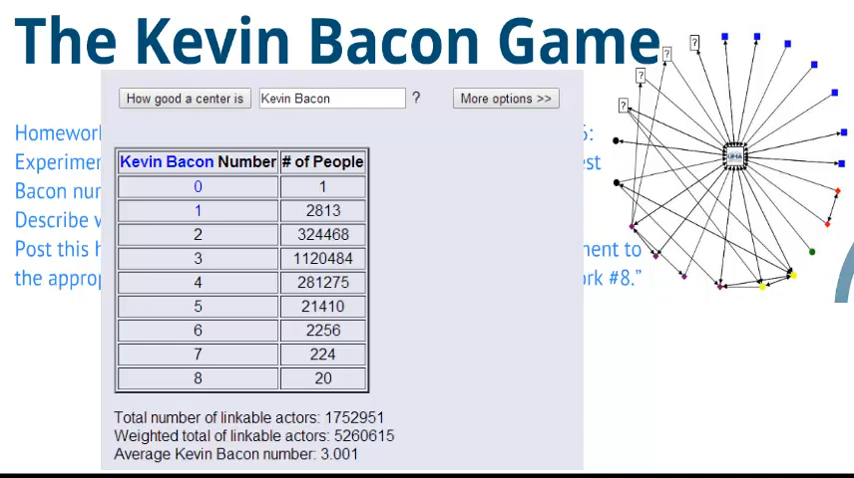 The Kevin Bacon Game
How good a center is Kevin Bacon ? More options >>
Kevin Bacon Number # of People
0 1
1 2813
2 324468
3 1120484
4 281275
5 21410
6 2256
7 224
8 20
Total number of linkable actors: 1752951
Weighted total of linkable actors: 5260615
Average Kevin Bacon number: 3.001
Homework
Experimen
est
Bacon num
Describe w
Post this h
ment to
the approp
ork #8.”
?
?
?
?